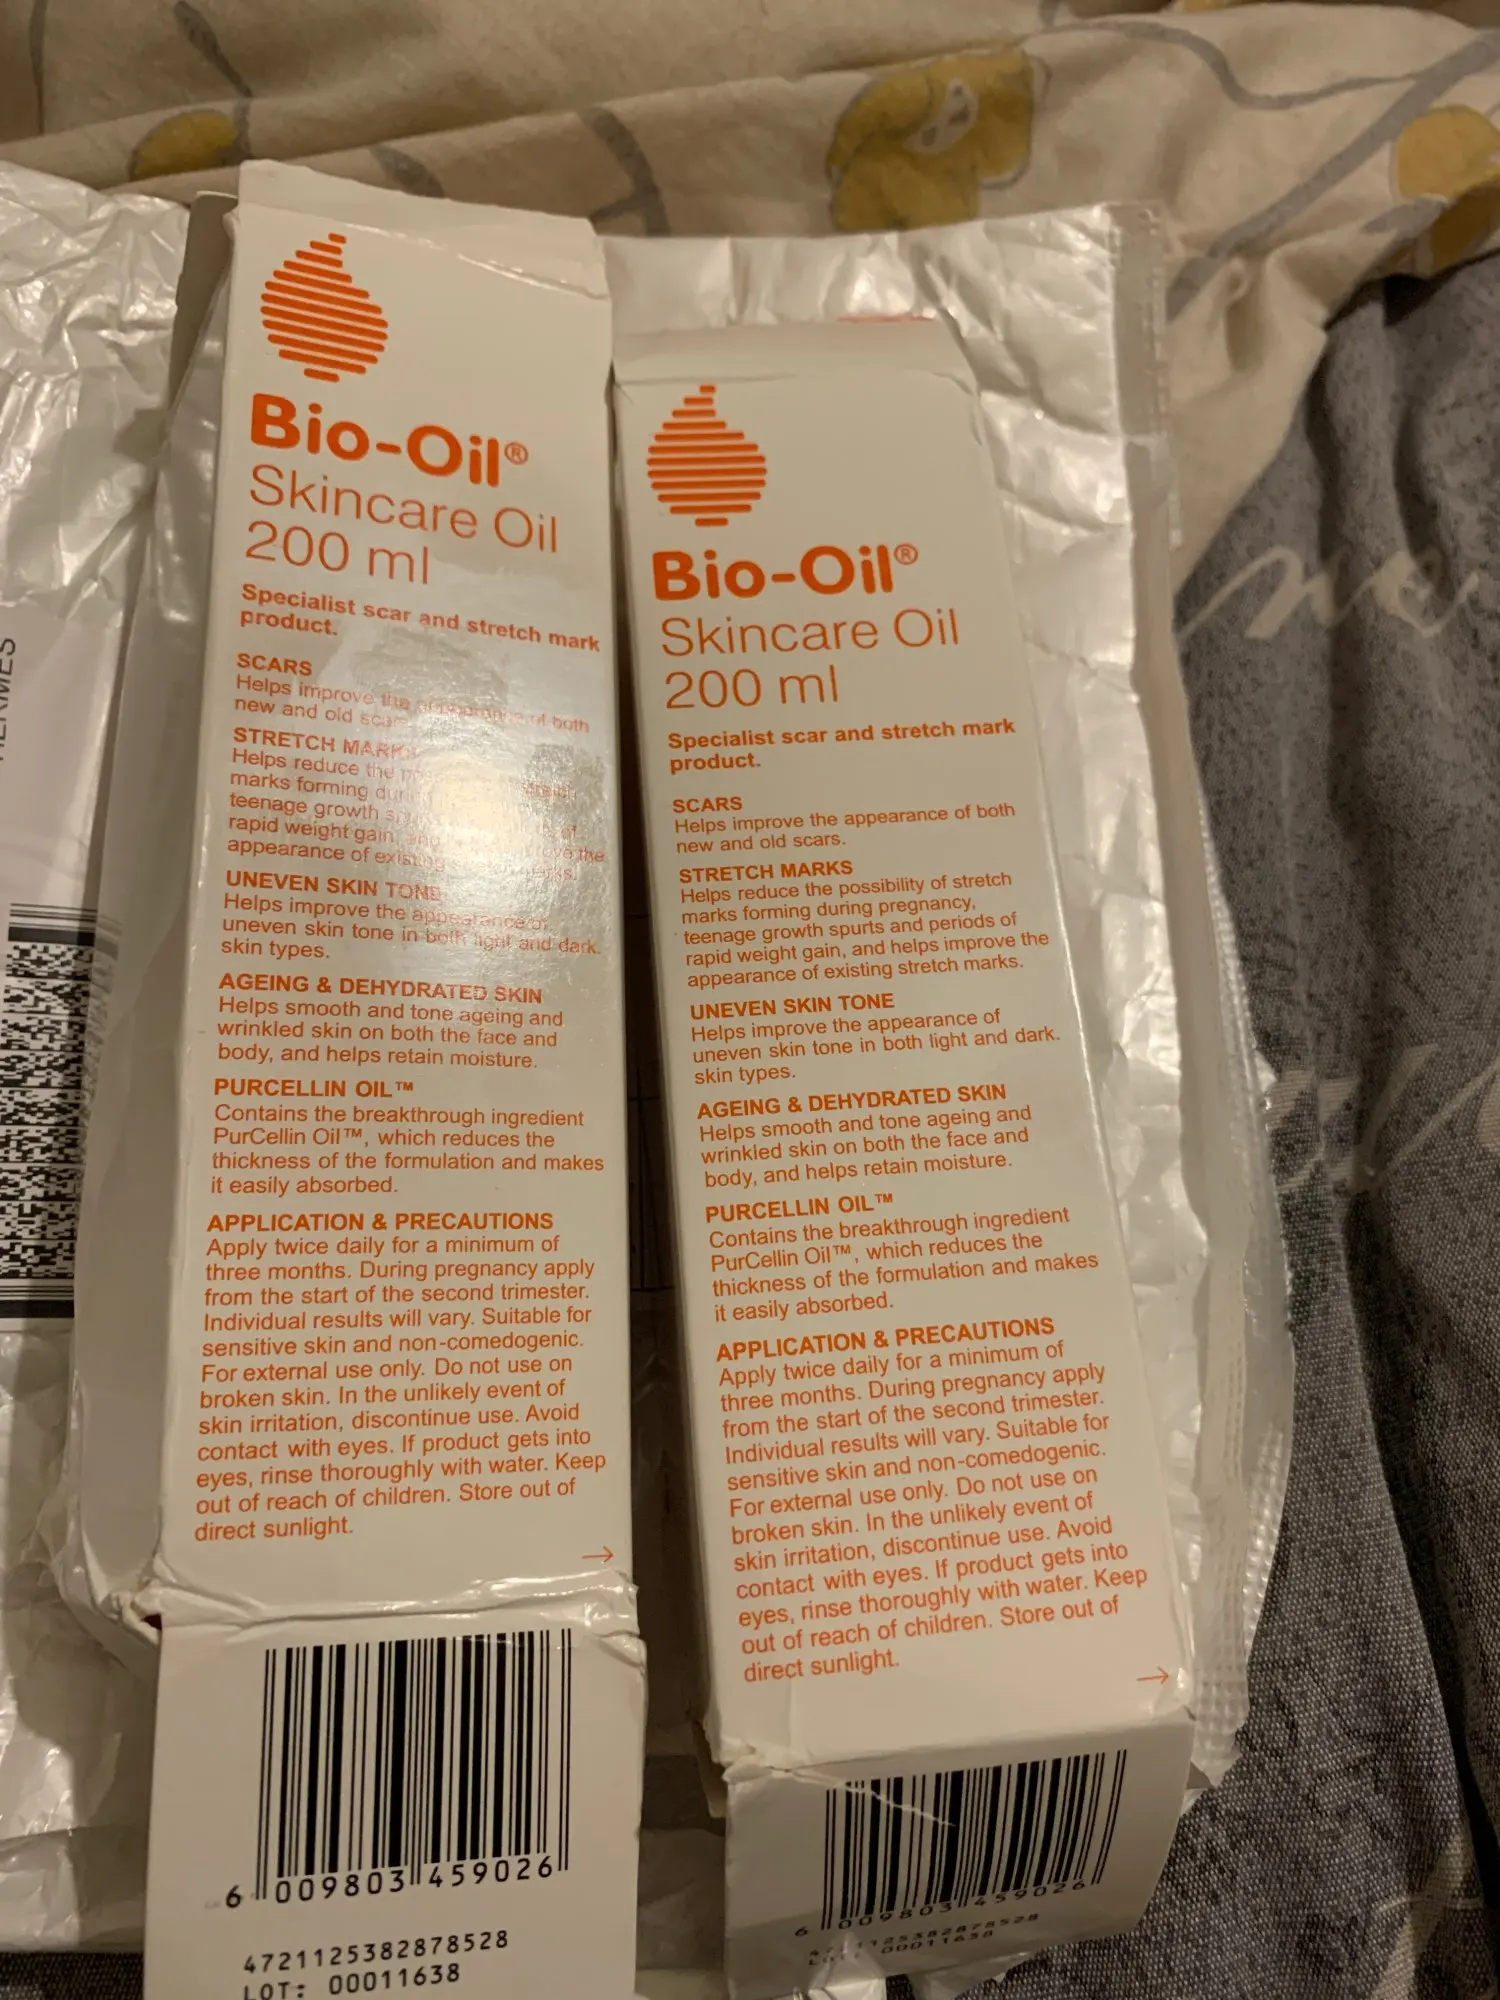 Bio-Oil®
Skincare Oil
200 ml
Specialist scar and stretch mark
product.
SCARS
Helps improve the appearance of both
new and old scars
STRETCH MARKS
Helps reduce the
marks forming during stretch
teenage growth of
rapid weight gain, and improve the
appearance of existing marks.
UNEVEN SKIN TONE
Helps improve the appearance of
uneven skin tone in both light and dark.
skin types.
AGEING & DEHYDRATED SKIN
Helps smooth and tone ageing and
wrinkled skin on both the face and
body, and helps retain moisture.
PURCELLIN OIL™
Contains the breakthrough ingredient
PurCellin Oil™, which reduces the
thickness of the formulation and makes
it easily absorbed.
APPLICATION & PRECAUTIONS
Apply twice daily for a minimum of
three months. During pregnancy apply
from the start of the second trimester.
Individual results will vary. Suitable for
sensitive skin and non-comedogenic.
For external use only. Do not use on
broken skin. In the unlikely event of
skin irritation, discontinue use. Avoid
contact with eyes. If product gets into
eyes, rinse thoroughly with water. Keep
out of reach of children. Store out of
direct sunlight.
6 009803 459026
4721125382878528
LOT: 00011638
Bio-Oil®
Skincare Oil
200 ml
Specialist scar and stretch mark
product.
SCARS
Helps improve the appearance of both
new and old scars.
STRETCH MARKS
Helps reduce the possibility of stretch
marks forming during pregnancy,
teenage growth spurts and periods of
rapid weight gain, and helps improve the
appearance of existing stretch marks.
UNEVEN SKIN TONE
Helps improve the appearance of
uneven skin tone in both light and dark.
skin types.
AGEING & DEHYDRATED SKIN
Helps smooth and tone ageing and
wrinkled skin on both the face and
body, and helps retain moisture.
PURCELLIN OIL™
Contains the breakthrough ingredient
PurCellin Oil™, which reduces the
thickness of the formulation and makes
it easily absorbed.
APPLICATION & PRECAUTIONS
Apply twice daily for a minimum of
three months. During pregnancy apply
from the start of the second trimester.
Individual results will vary. Suitable for
sensitive skin and non-comedogenic.
For external use only. Do not use on
broken skin. In the unlikely event of
skin irritation, discontinue use. Avoid
contact with eyes. If product gets into
eyes, rinse thoroughly with water. Keep
out of reach of children. Store out of
direct sunlight.
6 009803 459026
4721125382878528
LOT: 00011638